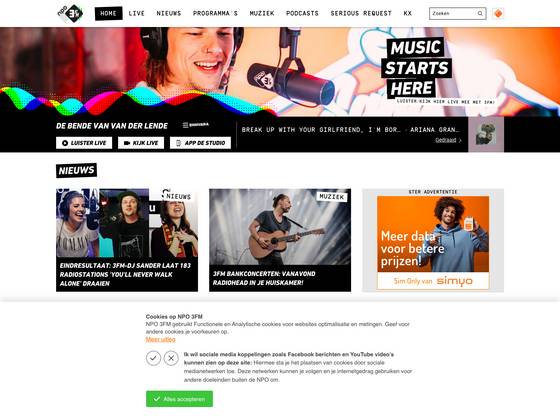 npo 3FM
HOME LIVE NIEUWS PROGRAMMA'S MUZIEK PODCASTS SERIOUS REQUEST KX
Zoeken
MUSIC
STARTS
HERE
LUISTER/KIJK HIER LIVE MEE MET 3FM!
DE BENDE VAN VAN DER LENDE
BREAK UP WITH YOUR GIRLFRIEND, I'M BOR… - ARIANA GRAN…
LUISTER LIVE KIJK LIVE APP DE STUDIO
Gedraaid
NIEUWS
NIEUWS
MUZIEK
STER ADVERTENTIE
Meer data
voor betere
prijzen!
Sim Only van simyo
EINDRESULTAAT: 3FM-DJ SANDER LAAT 183
RADIOSTATIONS 'YOU'LL NEVER WALK
ALONE' DRAAIEN
3FM BANKCONCERTEN: VANAVOND
RADIOHEAD IN JE HUISKAMER!
Cookies op NPO 3FM
NPO 3FM gebruikt Functionele en Analytische cookies voor websites optimalisatie en metingen. Geef voor
andere cookies je voorkeuren op.
Meer uitleg
Ik wil sociale media koppelingen zoals Facebook berichten en YouTube video's
kunnen zien op deze site: Hiermee sta je het plaatsen van cookies door sociale
medianetwerken toe. Deze netwerken kunnen je volgen en je internetgedrag gebruiken voor
andere doeleinden buiten de NPO om.
Alles accepteren